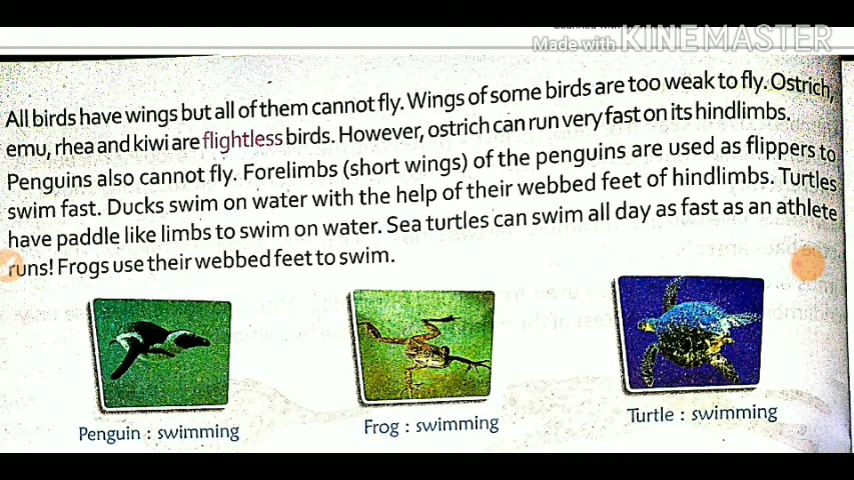 Made with KINEMASTER
All birds have wings but all of them cannot fly. Wings of some birds are too weak to fly. Ostrich,
emu, rhea and kiwi are flightless birds. However, ostrich can run very fast on its hindlimbs.
Penguins also cannot fly. Forelimbs (short wings) of the penguins are used as flippers to
swim fast. Ducks swim on water with the help of their webbed feet of hindlimbs. Turtles
have paddle like limbs to swim on water. Sea turtles can swim all day as fast as an athlete
runs! Frogs use their webbed feet to swim.
Penguin : swimming
Frog : swimming
Turtle : swimming